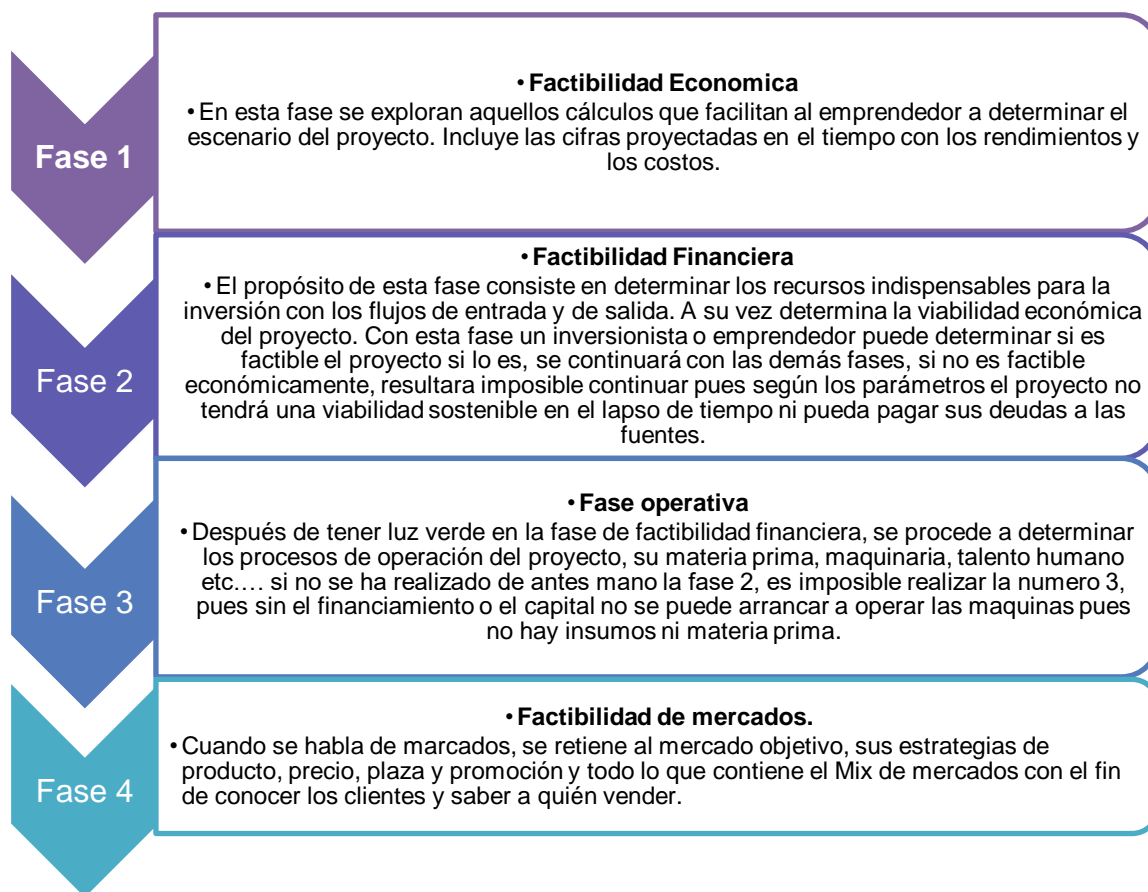 Fase 1
• Factibilidad Economica
• En esta fase se exploran aquellos cálculos que facilitan al emprendedor a determinar el
escenario del proyecto. Incluye las cifras proyectadas en el tiempo con los rendimientos y
los costos.
Fase 2
• Factibilidad Financiera
• El propósito de esta fase consiste en determinar los recursos indispensables para la
inversión con los flujos de entrada y de salida. A su vez determina la viabilidad económica
del proyecto. Con esta fase un inversionista o emprendedor puede determinar si es
factible el proyecto si lo es, se continuará con las demás fases, si no es factible
económicamente, resultara imposible continuar pues según los parámetros el proyecto no
tendrá una viabilidad sostenible en el lapso de tiempo ni pueda pagar sus deudas a las
fuentes.
Fase 3
• Fase operativa
• Después de tener luz verde en la fase de factibilidad financiera, se procede a determinar
los procesos de operación del proyecto, su materia prima, maquinaria, talento humano
etc.… si no se ha realizado de antes mano la fase 2, es imposible realizar la numero 3,
pues sin el financiamiento o el capital no se puede arrancar a operar las maquinas pues
no hay insumos ni materia prima.
Fase 4
• Factibilidad de mercados.
• Cuando se habla de marcados, se retiene al mercado objetivo, sus estrategias de
producto, precio, plaza y promoción y todo lo que contiene el Mix de mercados con el fin
de conocer los clientes y saber a quién vender.